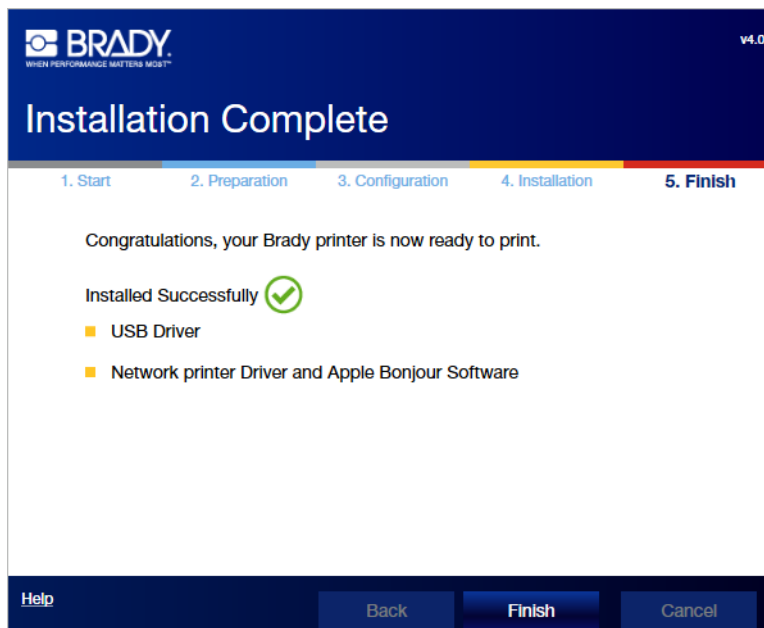 BRADY.
WHEN PERFORMANCE MATTERS MOST™
v4.0
Installation Complete
1. Start
2. Preparation
3. Configuration
4. Installation
5. Finish
Congratulations, your Brady printer is now ready to print.
Installed Successfully
USB Driver
Network printer Driver and Apple Bonjour Software
Help
Back
Finish
Cancel